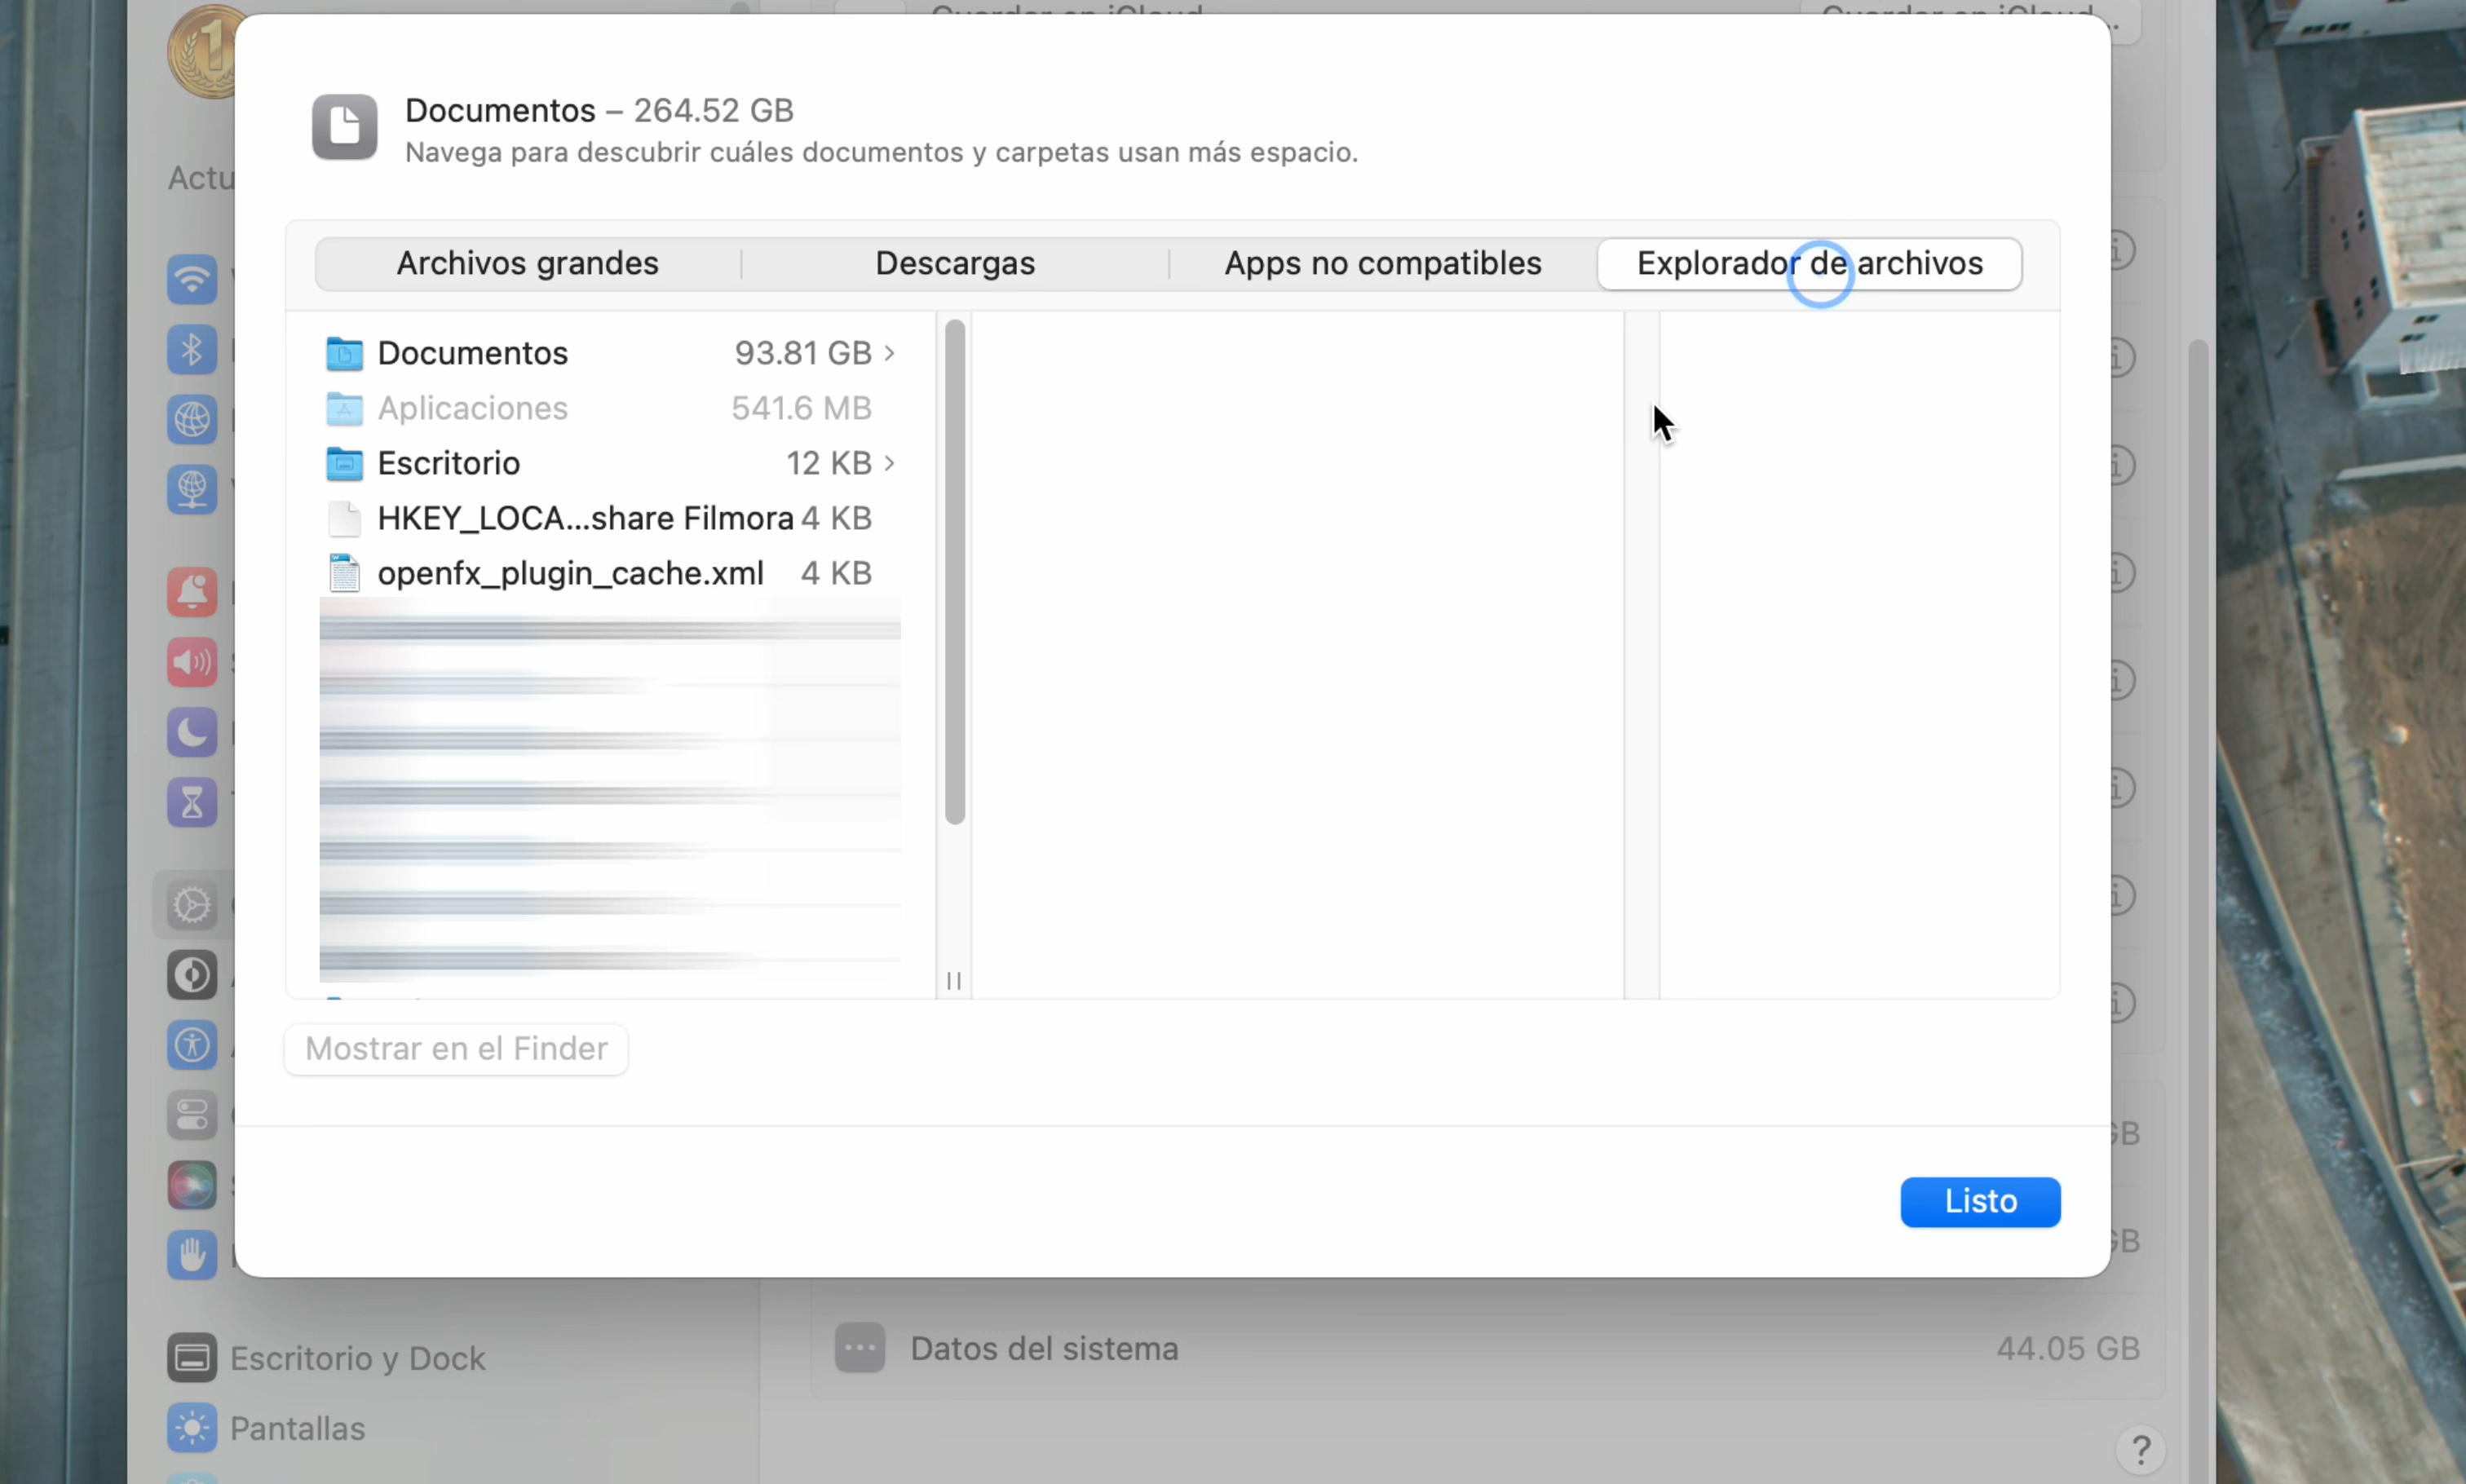 Documentos – 264.52 GB
Navega para descubrir cuáles documentos y carpetas usan más espacio.
Archivos grandes
Descargas
Apps no compatibles
Explorador de archivos
Documentos 93.81 GB
Aplicaciones 541.6 MB
Escritorio 12 KB
HKEY_LOCA...share Filmora 4 KB
openfx_plugin_cache.xml 4 KB
Mostrar en el Finder
Listo
GB
GB
Datos del sistema 44.05 GB
Escritorio y Dock
Pantallas
?